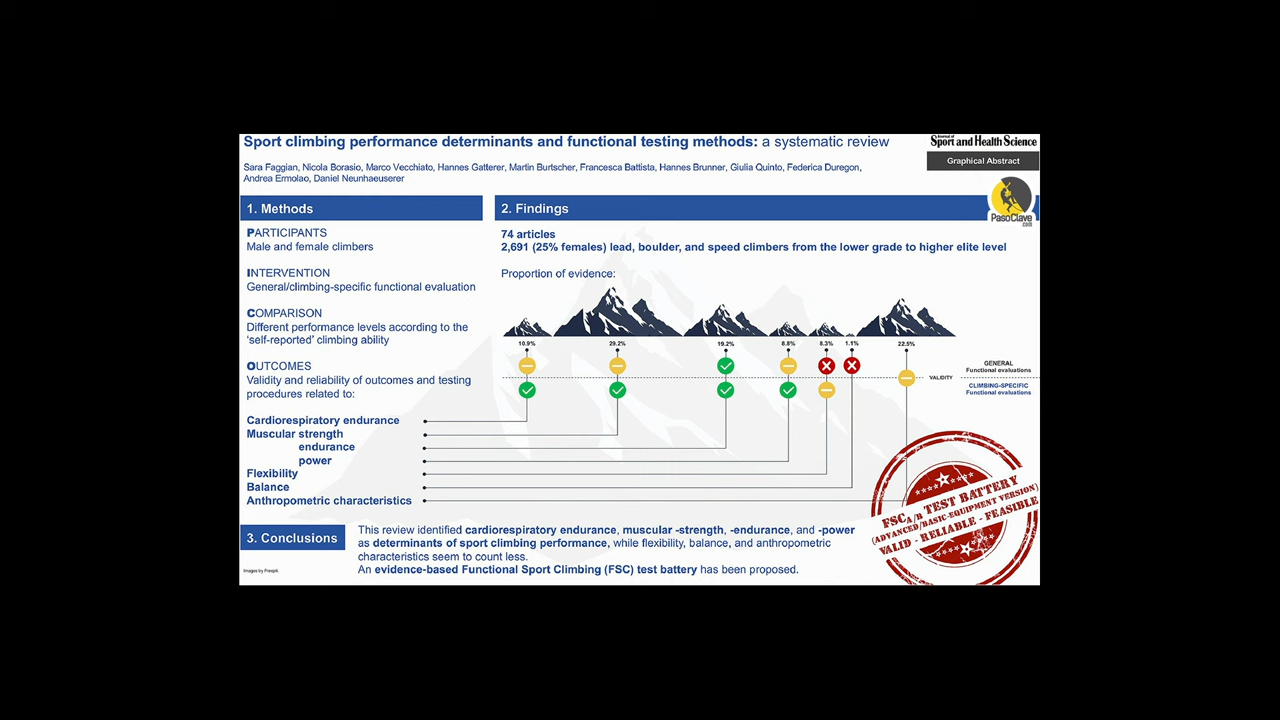 Sport climbing performance determinants and functional testing methods: a systematic review
Journal of
Sport and Health Science
Graphical Abstract
Sara Faggian, Nicola Borasio, Marco Vecchiato, Hannes Gatterer, Martin Burtscher, Francesca Battista, Hannes Brunner, Giulia Quinto, Federica Duregon,
Andrea Ermolao, Daniel Neunhaeuserer
PasoClave
.com
1. Methods
PARTICIPANTS
Male and female climbers
INTERVENTION
General/climbing-specific functional evaluation
COMPARISON
Different performance levels according to the
'self-reported' climbing ability
OUTCOMES
Validity and reliability of outcomes and testing
procedures related to:
Cardiorespiratory endurance
Muscular strength
endurance
power
Flexibility
Balance
Anthropometric characteristics
2. Findings
74 articles
2,691 (25% females) lead, boulder, and speed climbers from the lower grade to higher elite level
Proportion of evidence:
10.9% 29.2% 19.2% 8.8% 8.3% 1.1% 22.5%
GENERAL
Functional evaluations
VALIDITY
CLIMBING-SPECIFIC
Functional evaluations
FSCA/B TEST BATTERY
(ADVANCED/BASIC-EQUIPMENT VERSION)
VALID - RELIABLE - FEASIBLE
3. Conclusions
This review identified cardiorespiratory endurance, muscular -strength, -endurance, and -power
as determinants of sport climbing performance, while flexibility, balance, and anthropometric
characteristics seem to count less.
An evidence-based Functional Sport Climbing (FSC) test battery has been proposed.
Images by Freepik